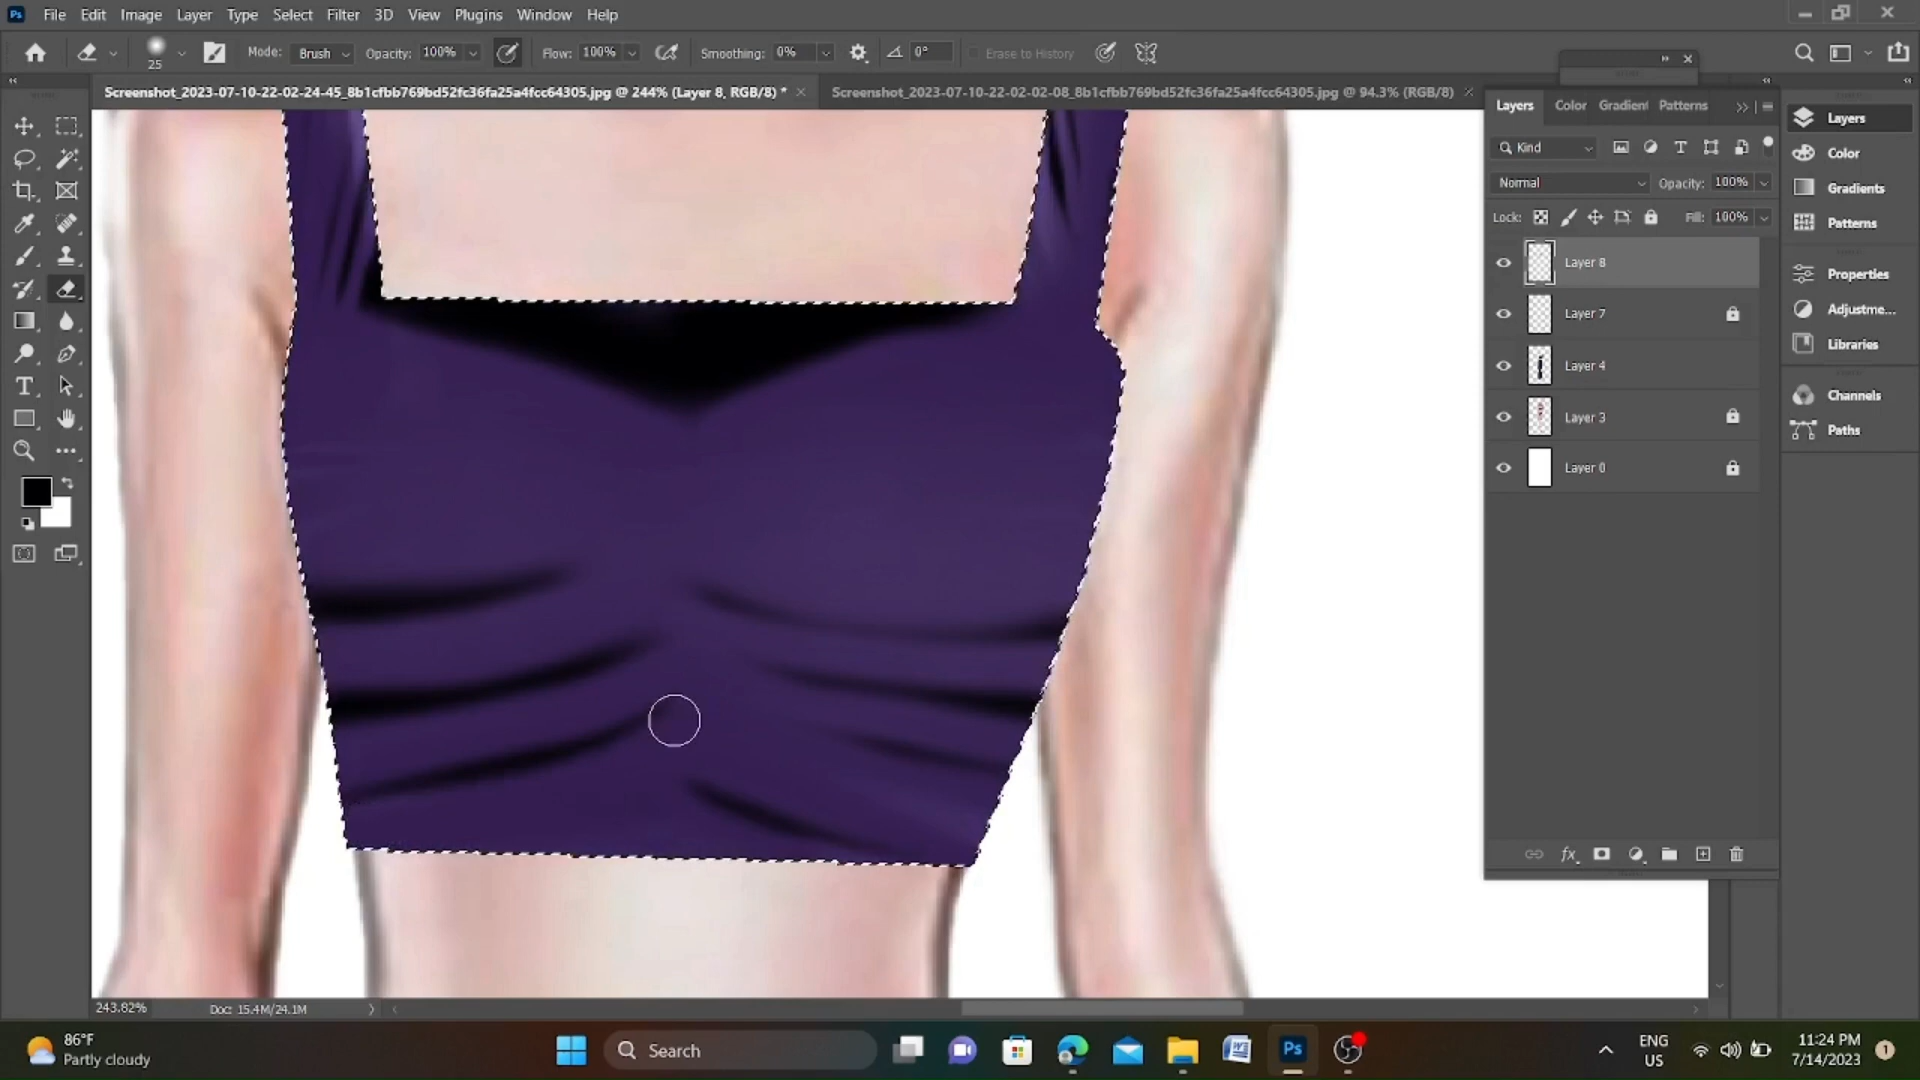 Ps File Edit Image Layer Type Select Filter 3D View Plugins Window Help
25 Mode: Brush Opacity: 100% Flow: 100% Smoothing: 0% 0° Erase to History
Screenshot_2023-07-10-22-02-24-45_8b1cfbb769bd52fc36fa25a4fcc64305.jpg @ 244% (Layer 8, RGB/8) *
Screenshot_2023-07-10-22-02-02-08_8b1cfbb769bd52fc36fa25a4fcc64305.jpg @ 94.3% (RGB/8)
Layers Color Gradient Patterns
Kind
Normal Opacity: 100%
Lock: Fill: 100%
Layer 8
Layer 7
Layer 4
Layer 3
Layer 0
fx
Layers
Color
Gradients
Patterns
Properties
Adjustme...
Libraries
Channels
Paths
243.82% Doc: 15.4M/24.1M
86°F
Partly cloudy
Search
Ps
ENG
US
11:24 PM
7/14/2023
1